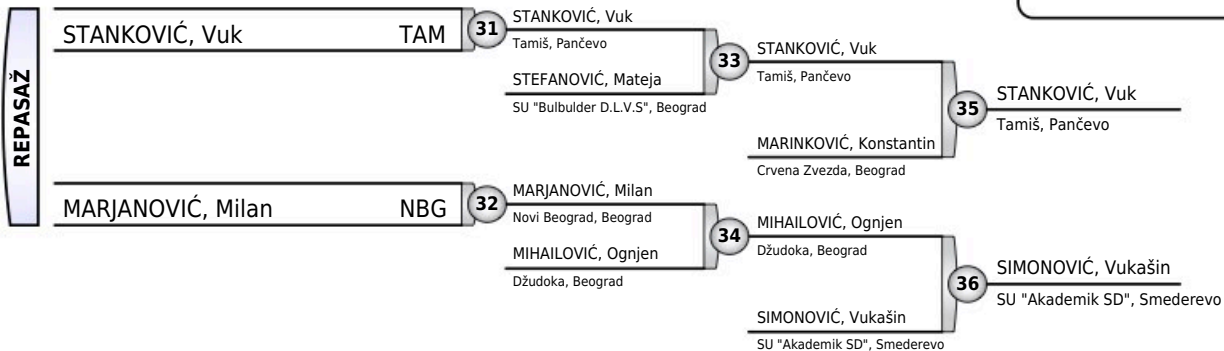 REPASAŽ
STANKOVIĆ, Vuk TAM
31
STANKOVIĆ, Vuk
Tamiš, Pančevo
STEFANOVIĆ, Mateja
SU "Bulbulder D.L.V.S", Beograd
33
STANKOVIĆ, Vuk
Tamiš, Pančevo
MARINKOVIĆ, Konstantin
Crvena Zvezda, Beograd
35
STANKOVIĆ, Vuk
Tamiš, Pančevo
MARJANOVIĆ, Milan NBG
32
MARJANOVIĆ, Milan
Novi Beograd, Beograd
MIHAILOVIĆ, Ognjen
Džudoka, Beograd
34
MIHAILOVIĆ, Ognjen
Džudoka, Beograd
SIMONOVIĆ, Vukašin
SU "Akademik SD", Smederevo
36
SIMONOVIĆ, Vukašin
SU "Akademik SD", Smederevo